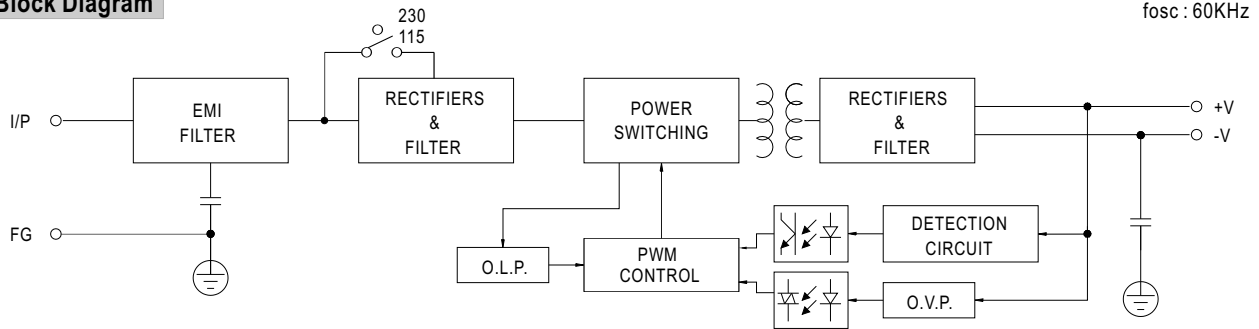 Block Diagram
fosc : 60KHz
230
115
I/P
EMI
FILTER
RECTIFIERS
&
FILTER
POWER
SWITCHING
RECTIFIERS
&
FILTER
+V
-V
FG
O.L.P.
PWM
CONTROL
DETECTION
CIRCUIT
O.V.P.